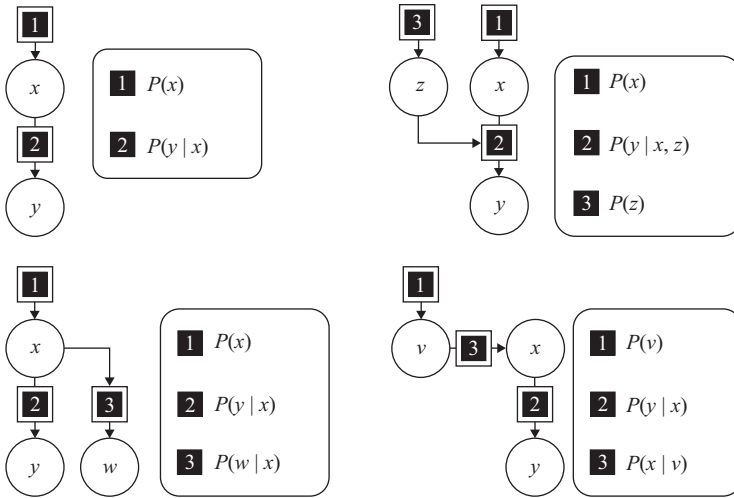 1
x
2
y
1 P(x)
2 P(y | x)
3 1
z x
2
y
1 P(x)
2 P(y | x, z)
3 P(z)
1
x
2 3
y w
1 P(x)
2 P(y | x)
3 P(w | x)
1
v 3 x
2
y
1 P(v)
2 P(y | x)
3 P(x | v)